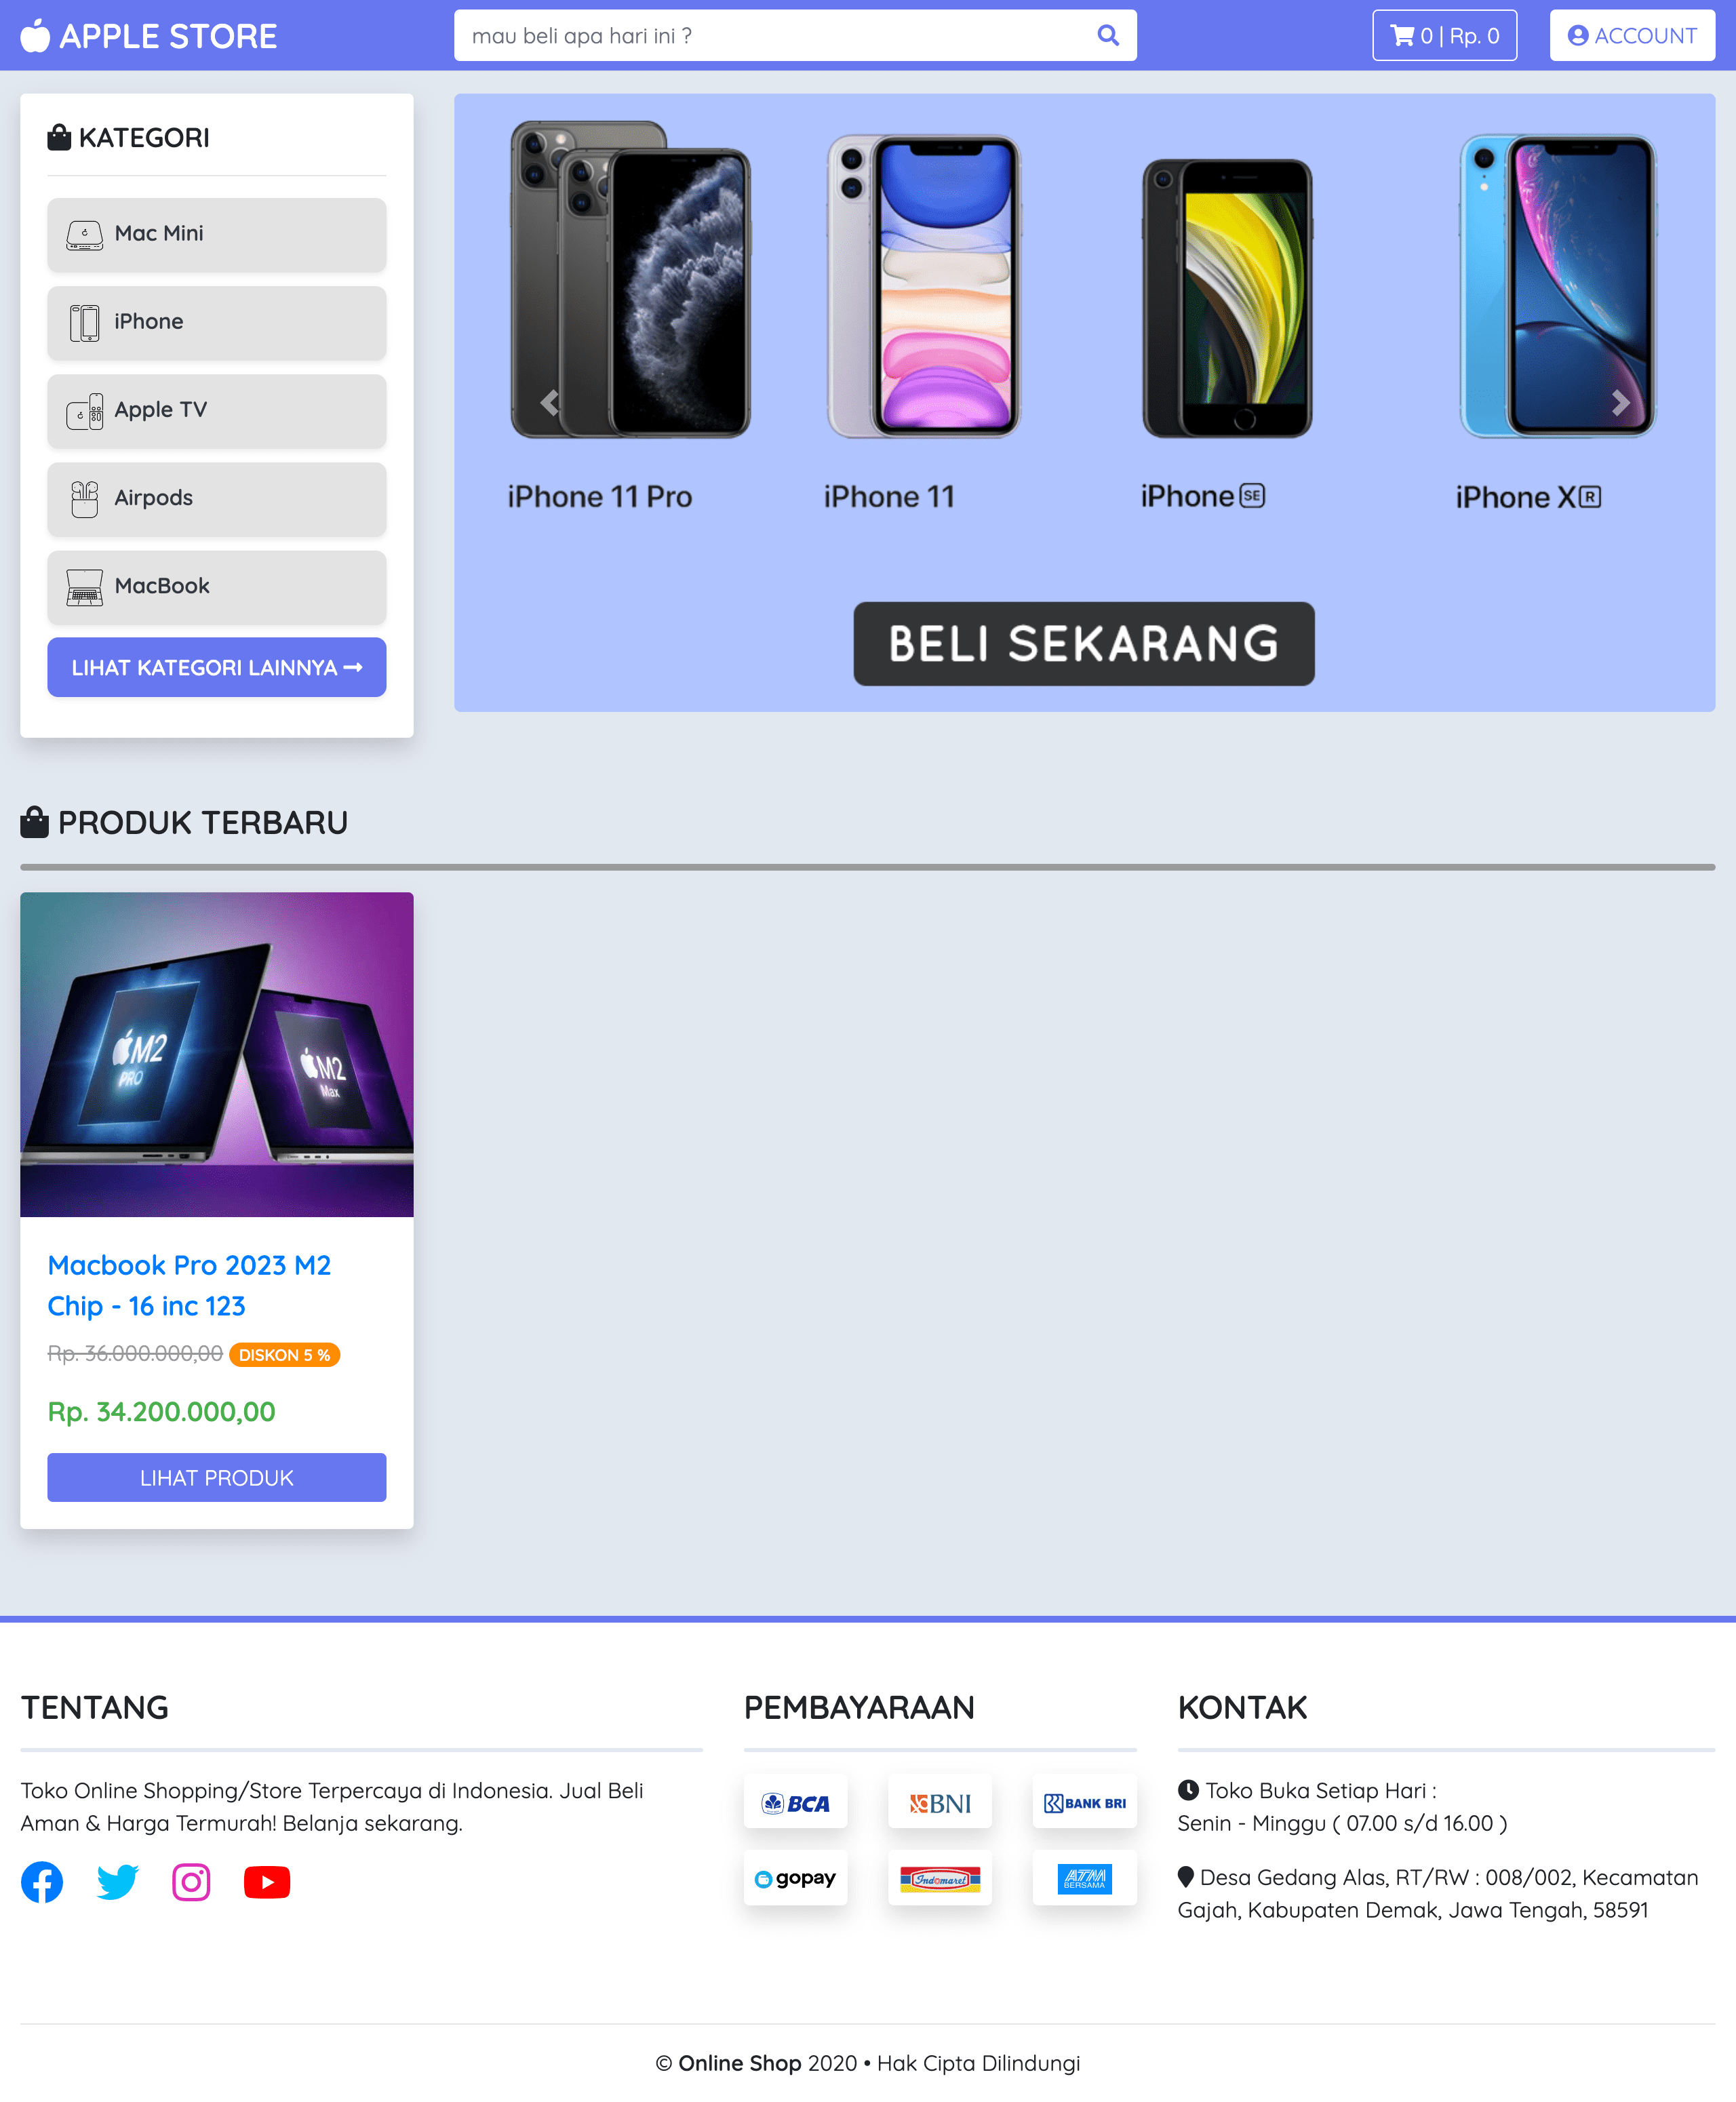 APPLE STORE
mau beli apa hari ini ?
0 | Rp. 0
ACCOUNT
KATEGORI
Mac Mini
iPhone
Apple TV
Airpods
MacBook
LIHAT KATEGORI LAINNYA
iPhone 11 Pro
iPhone 11
iPhone SE
iPhone XR
BELI SEKARANG
PRODUK TERBARU
M2
PRO
M2
Max
Macbook Pro 2023 M2
Chip - 16 inc 123
Rp. 36.000.000,00 DISKON 5 %
Rp. 34.200.000,00
LIHAT PRODUK
TENTANG
Toko Online Shopping/Store Terpercaya di Indonesia. Jual Beli
Aman & Harga Termurah! Belanja sekarang.
PEMBAYARAAN
BCA
BNI
BANK BRI
gopay
Indomaret
ATM
BERSAMA
KONTAK
Toko Buka Setiap Hari :
Senin - Minggu ( 07.00 s/d 16.00 )
Desa Gedang Alas, RT/RW : 008/002, Kecamatan
Gajah, Kabupaten Demak, Jawa Tengah, 58591
© Online Shop 2020 • Hak Cipta Dilindungi